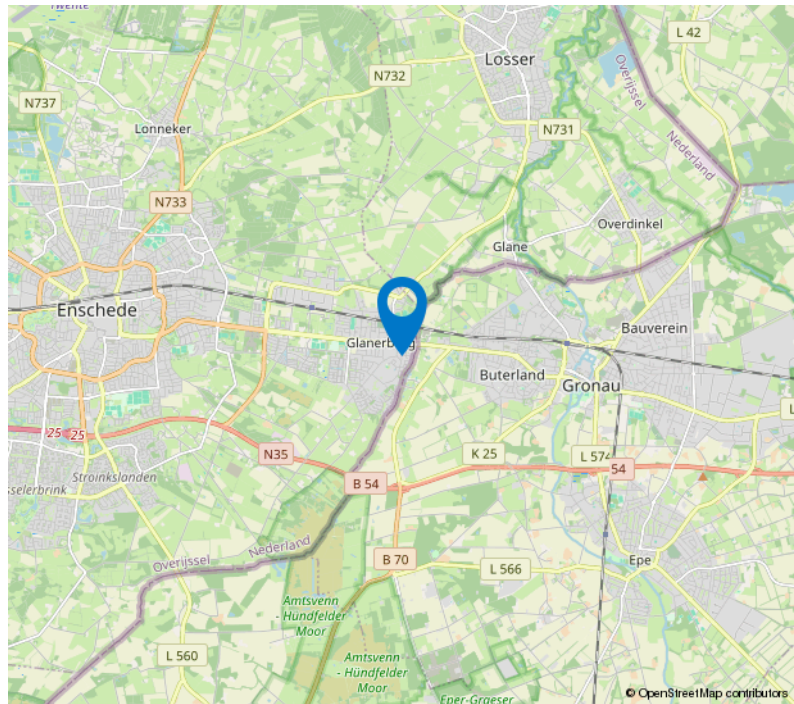 Twente
L 42
Losser
N732
N737
Overijssel
Lonneker
N731
Nederland
N733
Overdinkel
Glane
Enschede
Bauverein
Buterland
Gronau
L
25
25
N35
K 25
L 574
54
Stroinkslanden
B 54
sselerbrink
Nederland
Overijssel
B 70
L 566
Epe
Amtsvenn
- Hündfelder
Moor
L 560
Amtsvenn
- Hündfelder
Moor
Eper-Graeser
© OpenStreetMap contributors